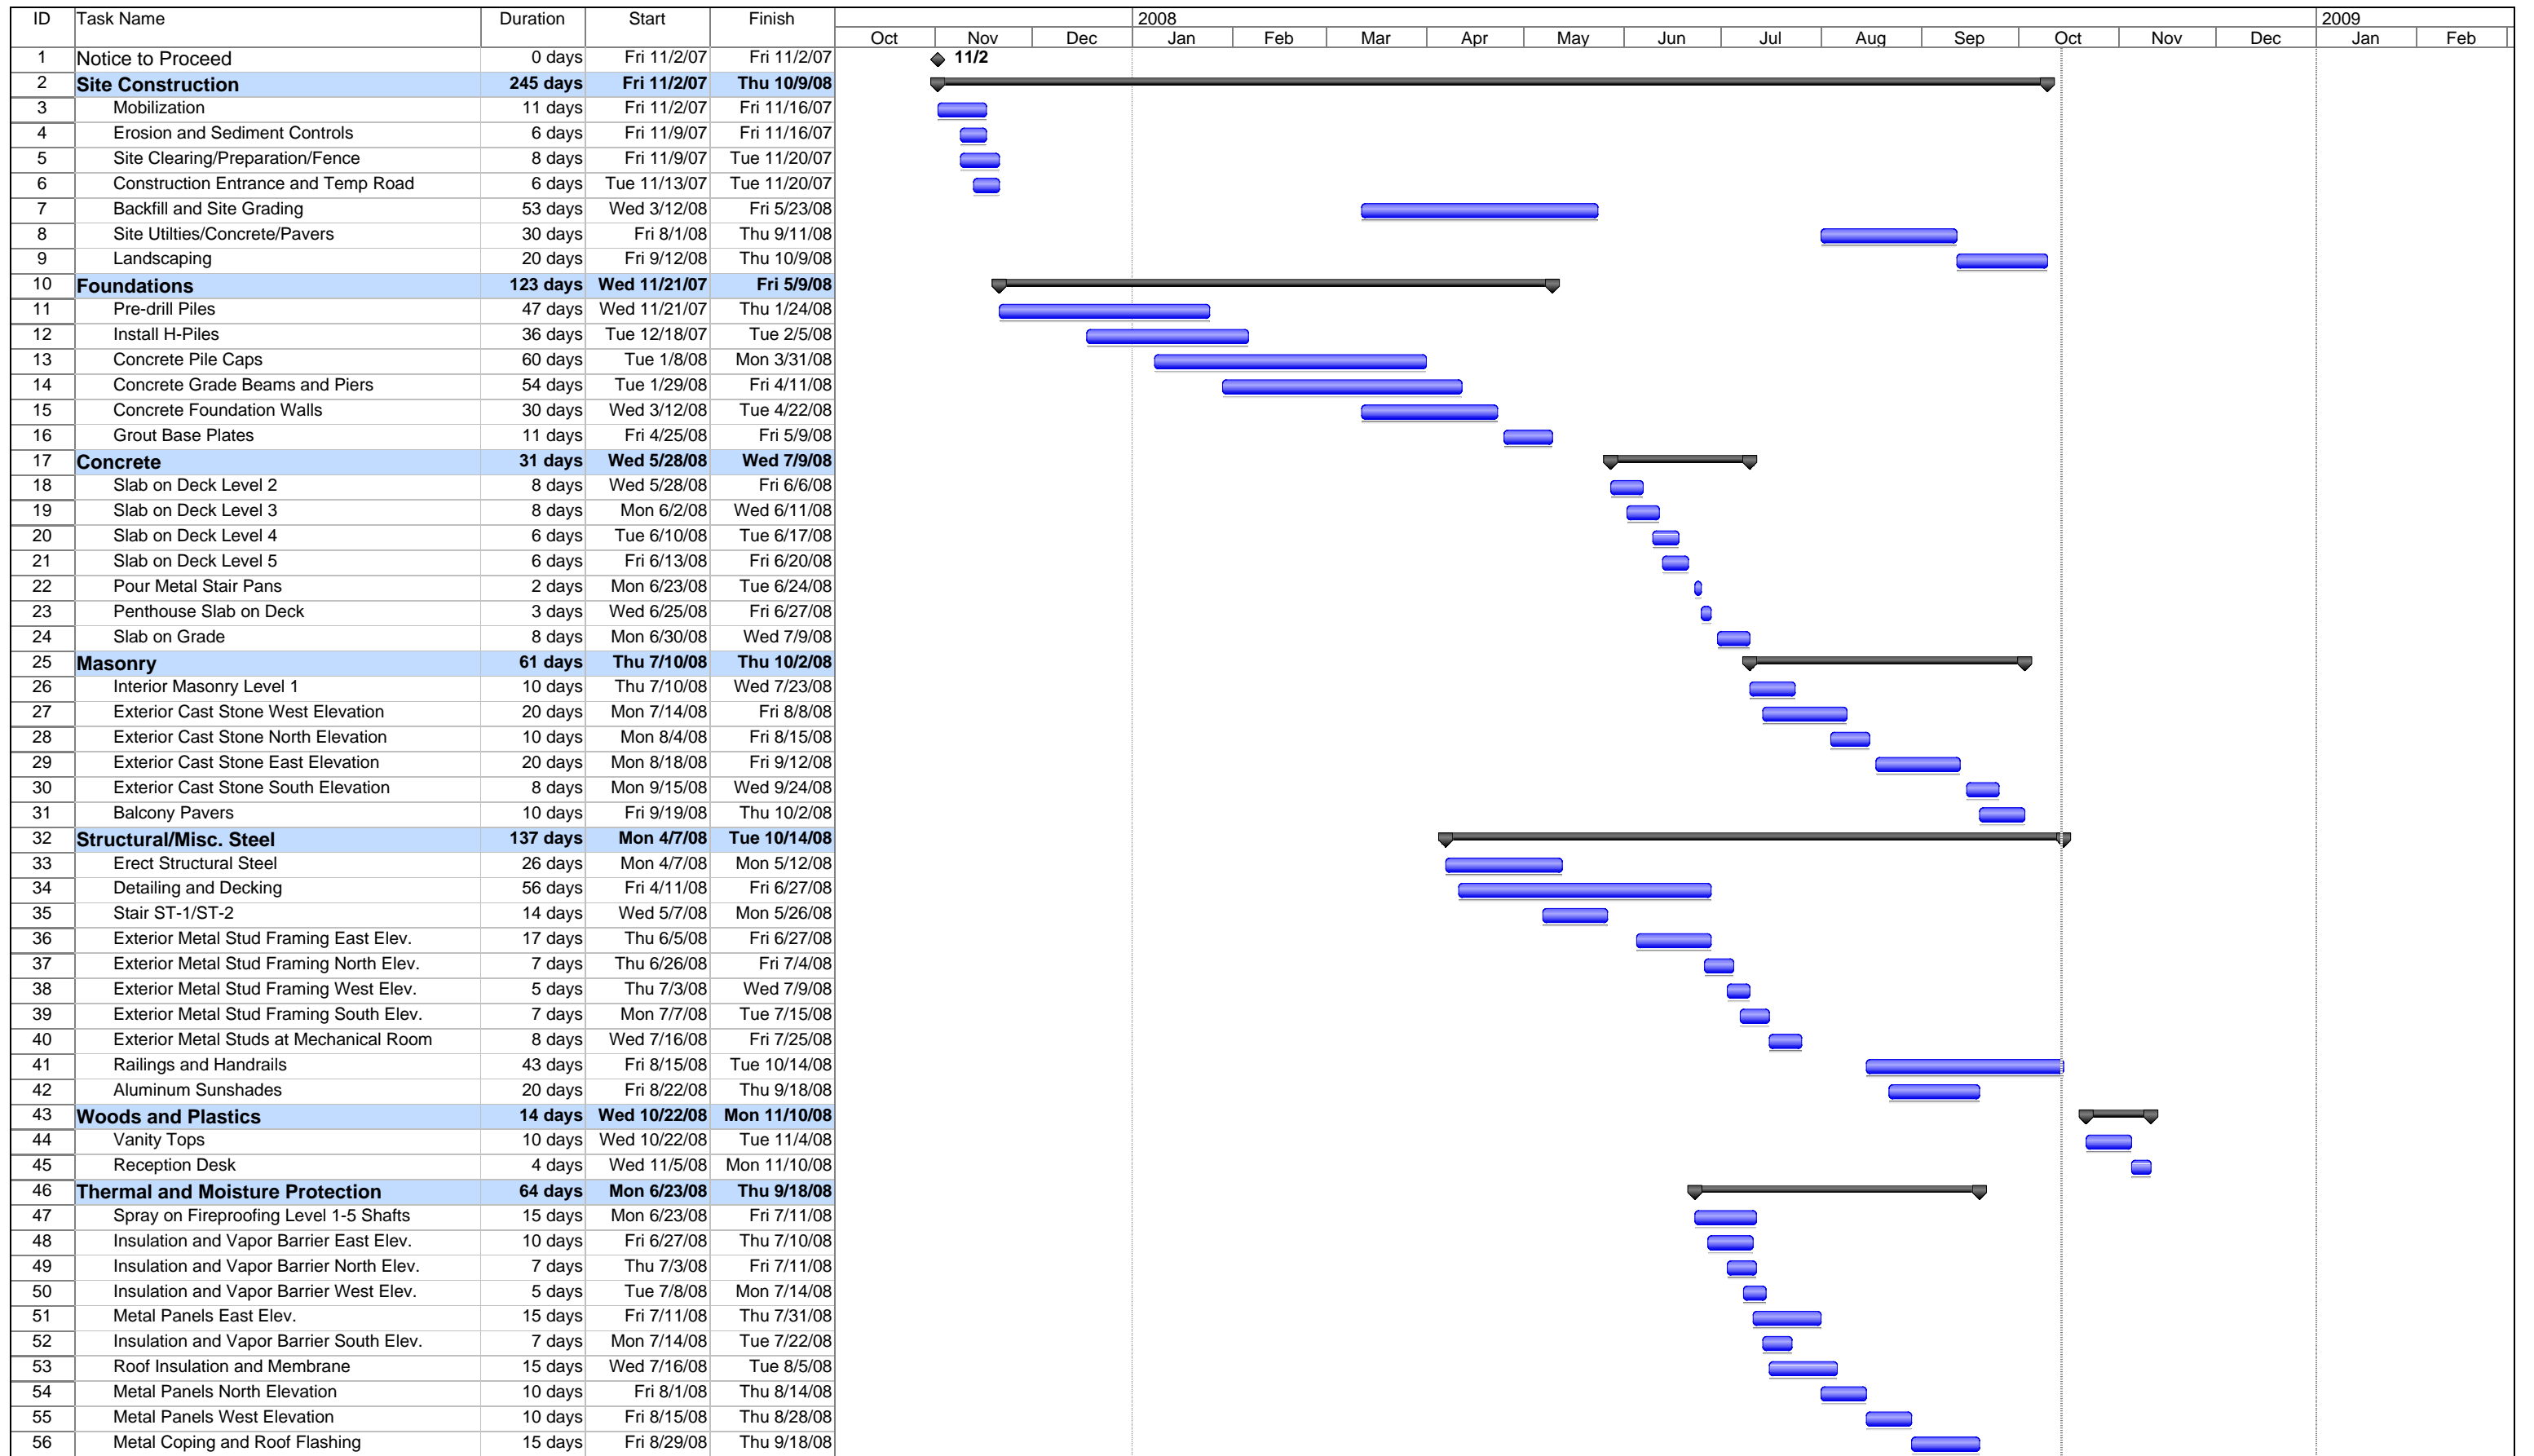 ID Task Name Duration Start Finish 2008 2009
Oct Nov Dec Jan Feb Mar Apr May Jun Jul Aug Sep Oct Nov Dec Jan Feb
1 Notice to Proceed 0 days Fri 11/2/07 Fri 11/2/07 11/2
2 Site Construction 245 days Fri 11/2/07 Thu 10/9/08
3 Mobilization 11 days Fri 11/2/07 Fri 11/16/07
4 Erosion and Sediment Controls 6 days Fri 11/9/07 Fri 11/16/07
5 Site Clearing/Preparation/Fence 8 days Fri 11/9/07 Tue 11/20/07
6 Construction Entrance and Temp Road 6 days Tue 11/13/07 Tue 11/20/07
7 Backfill and Site Grading 53 days Wed 3/12/08 Fri 5/23/08
8 Site Utilties/Concrete/Pavers 30 days Fri 8/1/08 Thu 9/11/08
9 Landscaping 20 days Fri 9/12/08 Thu 10/9/08
10 Foundations 123 days Wed 11/21/07 Fri 5/9/08
11 Pre-drill Piles 47 days Wed 11/21/07 Thu 1/24/08
12 Install H-Piles 36 days Tue 12/18/07 Tue 2/5/08
13 Concrete Pile Caps 60 days Tue 1/8/08 Mon 3/31/08
14 Concrete Grade Beams and Piers 54 days Tue 1/29/08 Fri 4/11/08
15 Concrete Foundation Walls 30 days Wed 3/12/08 Tue 4/22/08
16 Grout Base Plates 11 days Fri 4/25/08 Fri 5/9/08
17 Concrete 31 days Wed 5/28/08 Wed 7/9/08
18 Slab on Deck Level 2 8 days Wed 5/28/08 Fri 6/6/08
19 Slab on Deck Level 3 8 days Mon 6/2/08 Wed 6/11/08
20 Slab on Deck Level 4 6 days Tue 6/10/08 Tue 6/17/08
21 Slab on Deck Level 5 6 days Fri 6/13/08 Fri 6/20/08
22 Pour Metal Stair Pans 2 days Mon 6/23/08 Tue 6/24/08
23 Penthouse Slab on Deck 3 days Wed 6/25/08 Fri 6/27/08
24 Slab on Grade 8 days Mon 6/30/08 Wed 7/9/08
25 Masonry 61 days Thu 7/10/08 Thu 10/2/08
26 Interior Masonry Level 1 10 days Thu 7/10/08 Wed 7/23/08
27 Exterior Cast Stone West Elevation 20 days Mon 7/14/08 Fri 8/8/08
28 Exterior Cast Stone North Elevation 10 days Mon 8/4/08 Fri 8/15/08
29 Exterior Cast Stone East Elevation 20 days Mon 8/18/08 Fri 9/12/08
30 Exterior Cast Stone South Elevation 8 days Mon 9/15/08 Wed 9/24/08
31 Balcony Pavers 10 days Fri 9/19/08 Thu 10/2/08
32 Structural/Misc. Steel 137 days Mon 4/7/08 Tue 10/14/08
33 Erect Structural Steel 26 days Mon 4/7/08 Mon 5/12/08
34 Detailing and Decking 56 days Fri 4/11/08 Fri 6/27/08
35 Stair ST-1/ST-2 14 days Wed 5/7/08 Mon 5/26/08
36 Exterior Metal Stud Framing East Elev. 17 days Thu 6/5/08 Fri 6/27/08
37 Exterior Metal Stud Framing North Elev. 7 days Thu 6/26/08 Fri 7/4/08
38 Exterior Metal Stud Framing West Elev. 5 days Thu 7/3/08 Wed 7/9/08
39 Exterior Metal Stud Framing South Elev. 7 days Mon 7/7/08 Tue 7/15/08
40 Exterior Metal Studs at Mechanical Room 8 days Wed 7/16/08 Fri 7/25/08
41 Railings and Handrails 43 days Fri 8/15/08 Tue 10/14/08
42 Aluminum Sunshades 20 days Fri 8/22/08 Thu 9/18/08
43 Woods and Plastics 14 days Wed 10/22/08 Mon 11/10/08
44 Vanity Tops 10 days Wed 10/22/08 Tue 11/4/08
45 Reception Desk 4 days Wed 11/5/08 Mon 11/10/08
46 Thermal and Moisture Protection 64 days Mon 6/23/08 Thu 9/18/08
47 Spray on Fireproofing Level 1-5 Shafts 15 days Mon 6/23/08 Fri 7/11/08
48 Insulation and Vapor Barrier East Elev. 10 days Fri 6/27/08 Thu 7/10/08
49 Insulation and Vapor Barrier North Elev. 7 days Thu 7/3/08 Fri 7/11/08
50 Insulation and Vapor Barrier West Elev. 5 days Tue 7/8/08 Mon 7/14/08
51 Metal Panels East Elev. 15 days Fri 7/11/08 Thu 7/31/08
52 Insulation and Vapor Barrier South Elev. 7 days Mon 7/14/08 Tue 7/22/08
53 Roof Insulation and Membrane 15 days Wed 7/16/08 Tue 8/5/08
54 Metal Panels North Elevation 10 days Fri 8/1/08 Thu 8/14/08
55 Metal Panels West Elevation 10 days Fri 8/15/08 Thu 8/28/08
56 Metal Coping and Roof Flashing 15 days Fri 8/29/08 Thu 9/18/08